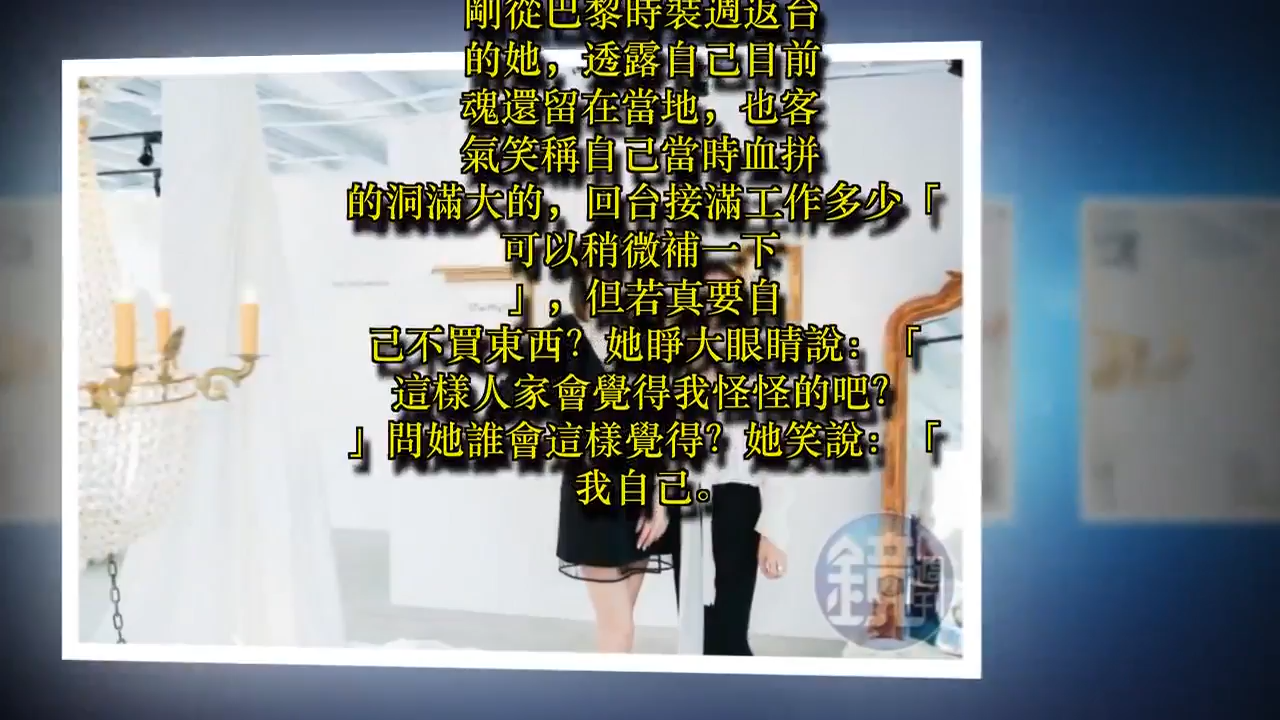 剛從巴黎時裝週返台
的她，透露自己目前
魂還留在當地，也客
氣笑稱自己當時血拼
的洞滿大的，回台接滿工作多少「
可以稍微補一下
」，但若真要自
己不買東西？她睜大眼睛說：「
這樣人家會覺得我怪怪的吧？
」問她誰會這樣覺得？她笑說：「
我自己。
鏡週刊